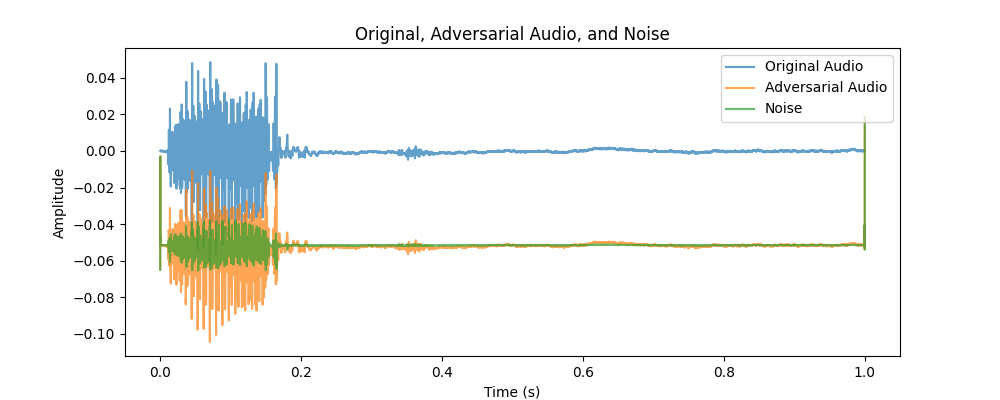 Original, Adversarial Audio, and Noise
Original Audio
Adversarial Audio
Noise
Amplitude
0.04
0.02
0.00
−0.02
−0.04
−0.06
−0.08
−0.10
0.0 0.2 0.4 0.6 0.8 1.0
Time (s)